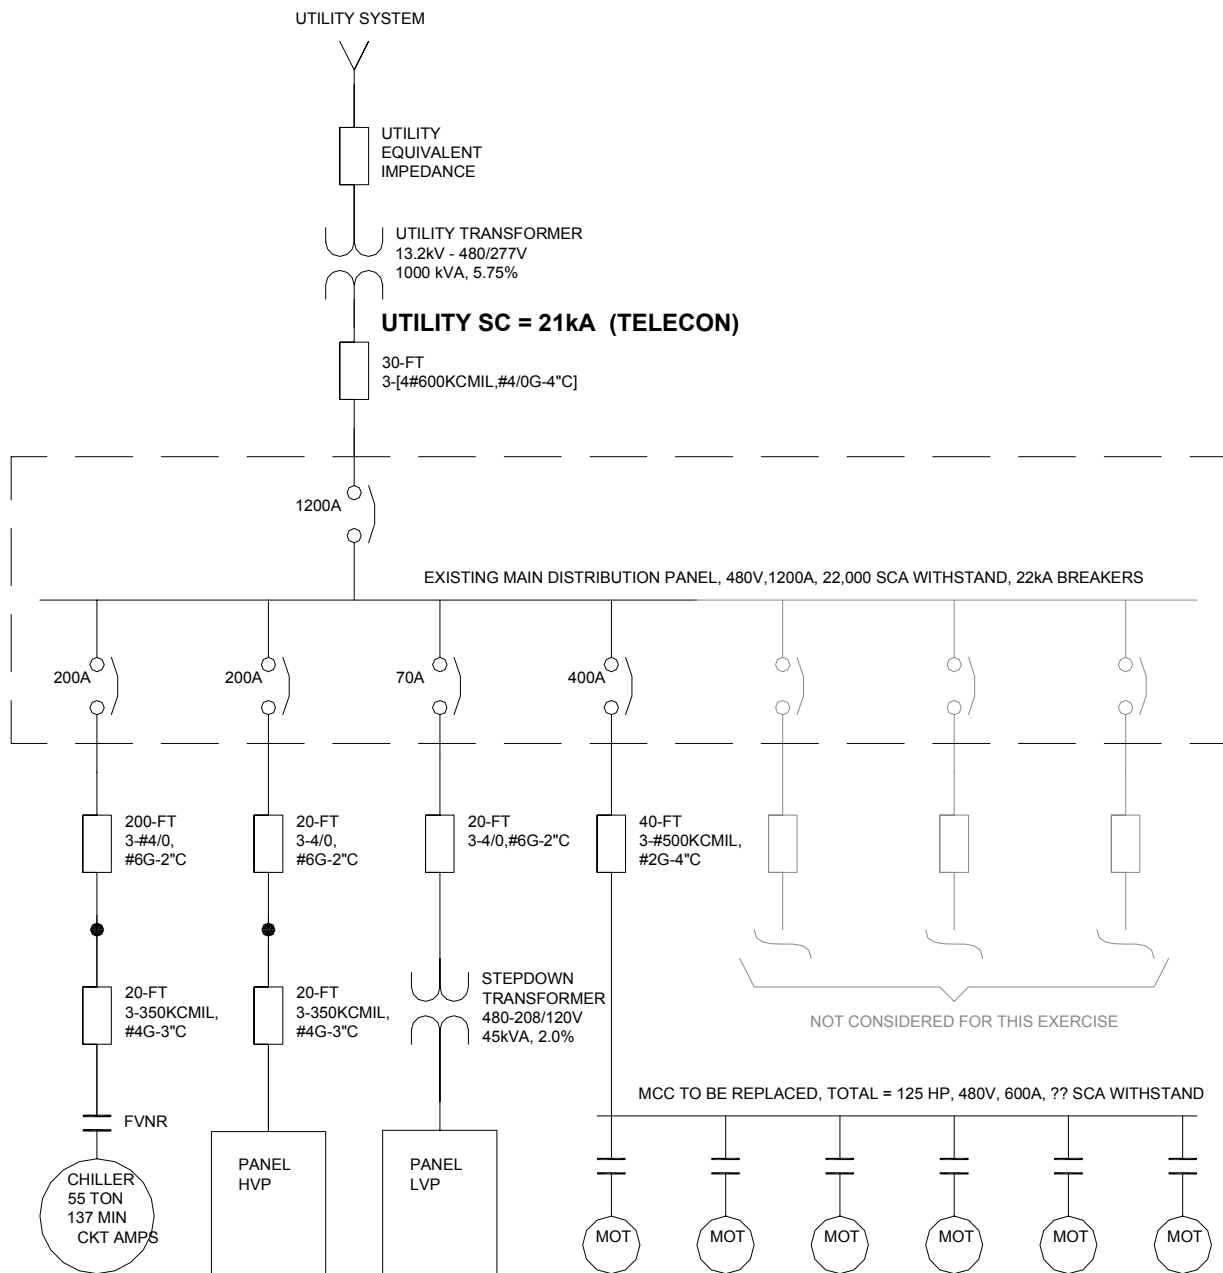 UTILITY SYSTEM
UTILITY
EQUIVALENT
IMPEDANCE
UTILITY TRANSFORMER
13.2kV - 480/277V
1000 kVA, 5.75%
UTILITY SC = 21kA (TELECON)
30-FT
3-[4#600KCMIL,#4/0G-4"C]
1200A
EXISTING MAIN DISTRIBUTION PANEL, 480V,1200A, 22,000 SCA WITHSTAND, 22kA BREAKERS
200A
200A
70A
400A
200-FT
3-#4/0,
#6G-2"C
20-FT
3-4/0,
#6G-2"C
20-FT
3-4/0,#6G-2"C
40-FT
3-#500KCMIL,
#2G-4"C
20-FT
3-350KCMIL,
#4G-3"C
20-FT
3-350KCMIL,
#4G-3"C
STEPDOWN
TRANSFORMER
480-208/120V
45kVA, 2.0%
NOT CONSIDERED FOR THIS EXERCISE
MCC TO BE REPLACED, TOTAL = 125 HP, 480V, 600A, ?? SCA WITHSTAND
FVNR
CHILLER
55 TON
137 MIN
CKT AMPS
PANEL
HVP
PANEL
LVP
MOT
MOT
MOT
MOT
MOT
MOT